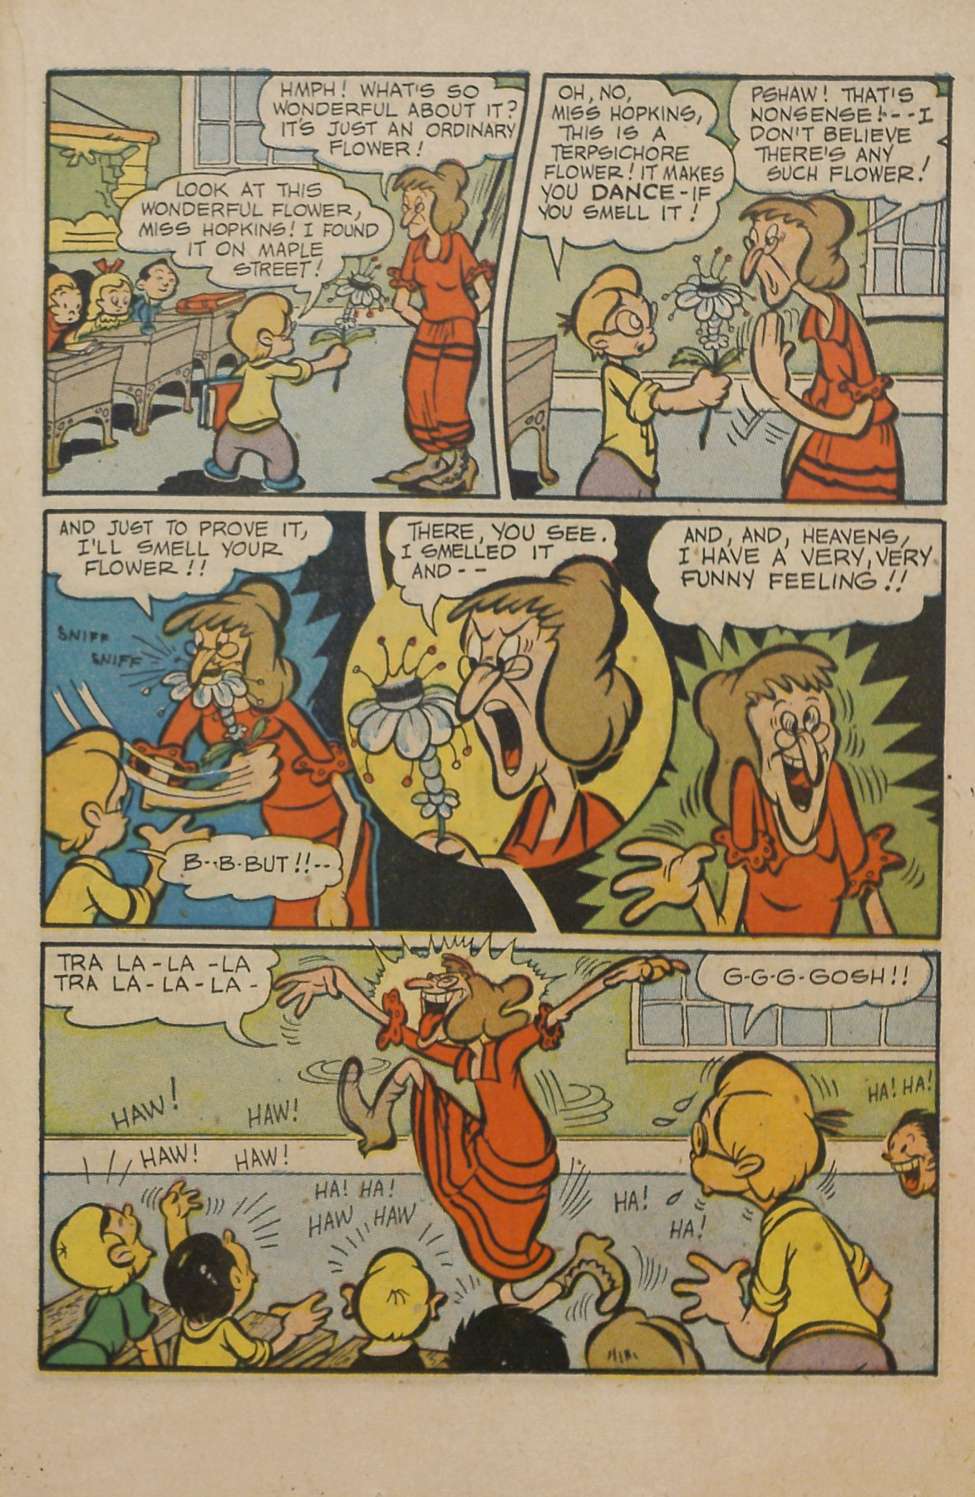 HMPH! WHAT'S SO
WONDERFUL ABOUT IT?
IT'S JUST AN ORDINARY
FLOWER!
LOOK AT THIS
WONDERFUL FLOWER,
MISS HOPKINS! I FOUND
IT ON MAPLE
STREET!
OH, NO,
MISS HOPKINS,
THIS IS A
TERPSICHORE
FLOWER! IT MAKES
YOU DANCE - IF
YOU SMELL IT!
PSHAW! THAT'S
NONSENSE! -- I
DON'T BELIEVE
THERE'S ANY
SUCH FLOWER!
AND JUST TO PROVE IT,
I'LL SMELL YOUR
FLOWER!!
SNIFF
SNIFF
B--B-BUT!!--
THERE, YOU SEE.
I SMELLED IT
AND--
AND, AND, HEAVENS,
I HAVE A VERY, VERY
FUNNY FEELING!!
TRA LA-LA-LA
TRA LA-LA-LA-
G-G-G-GOSH!!
HAW!
HAW!
HAW!
HAW!
HA! HA!
HAW HAW
HA!
HA!
HA! HA!